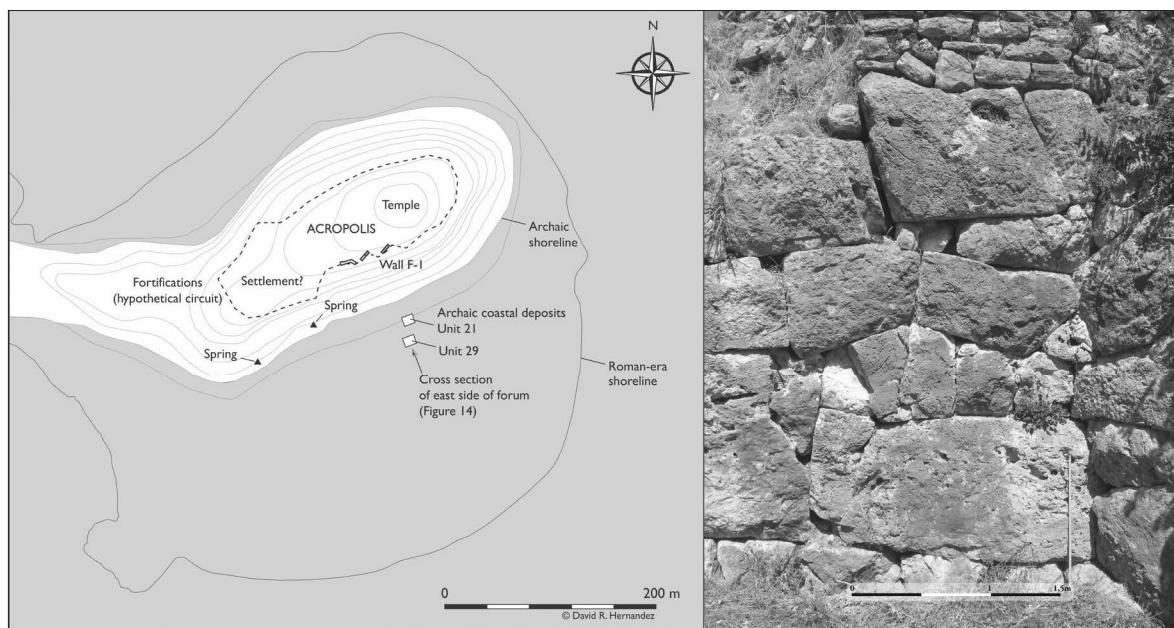 N
Temple
ACROPOLIS
Archaic
shoreline
Wall F-1
Fortifications
(hypothetical circuit)
Settlement?
Spring
Archaic coastal deposits
Unit 21
Spring
Unit 29
Roman-era
shoreline
Cross section
of east side of forum
(Figure 14)
0
200 m
© David R. Hernandez
0
1
1.5m